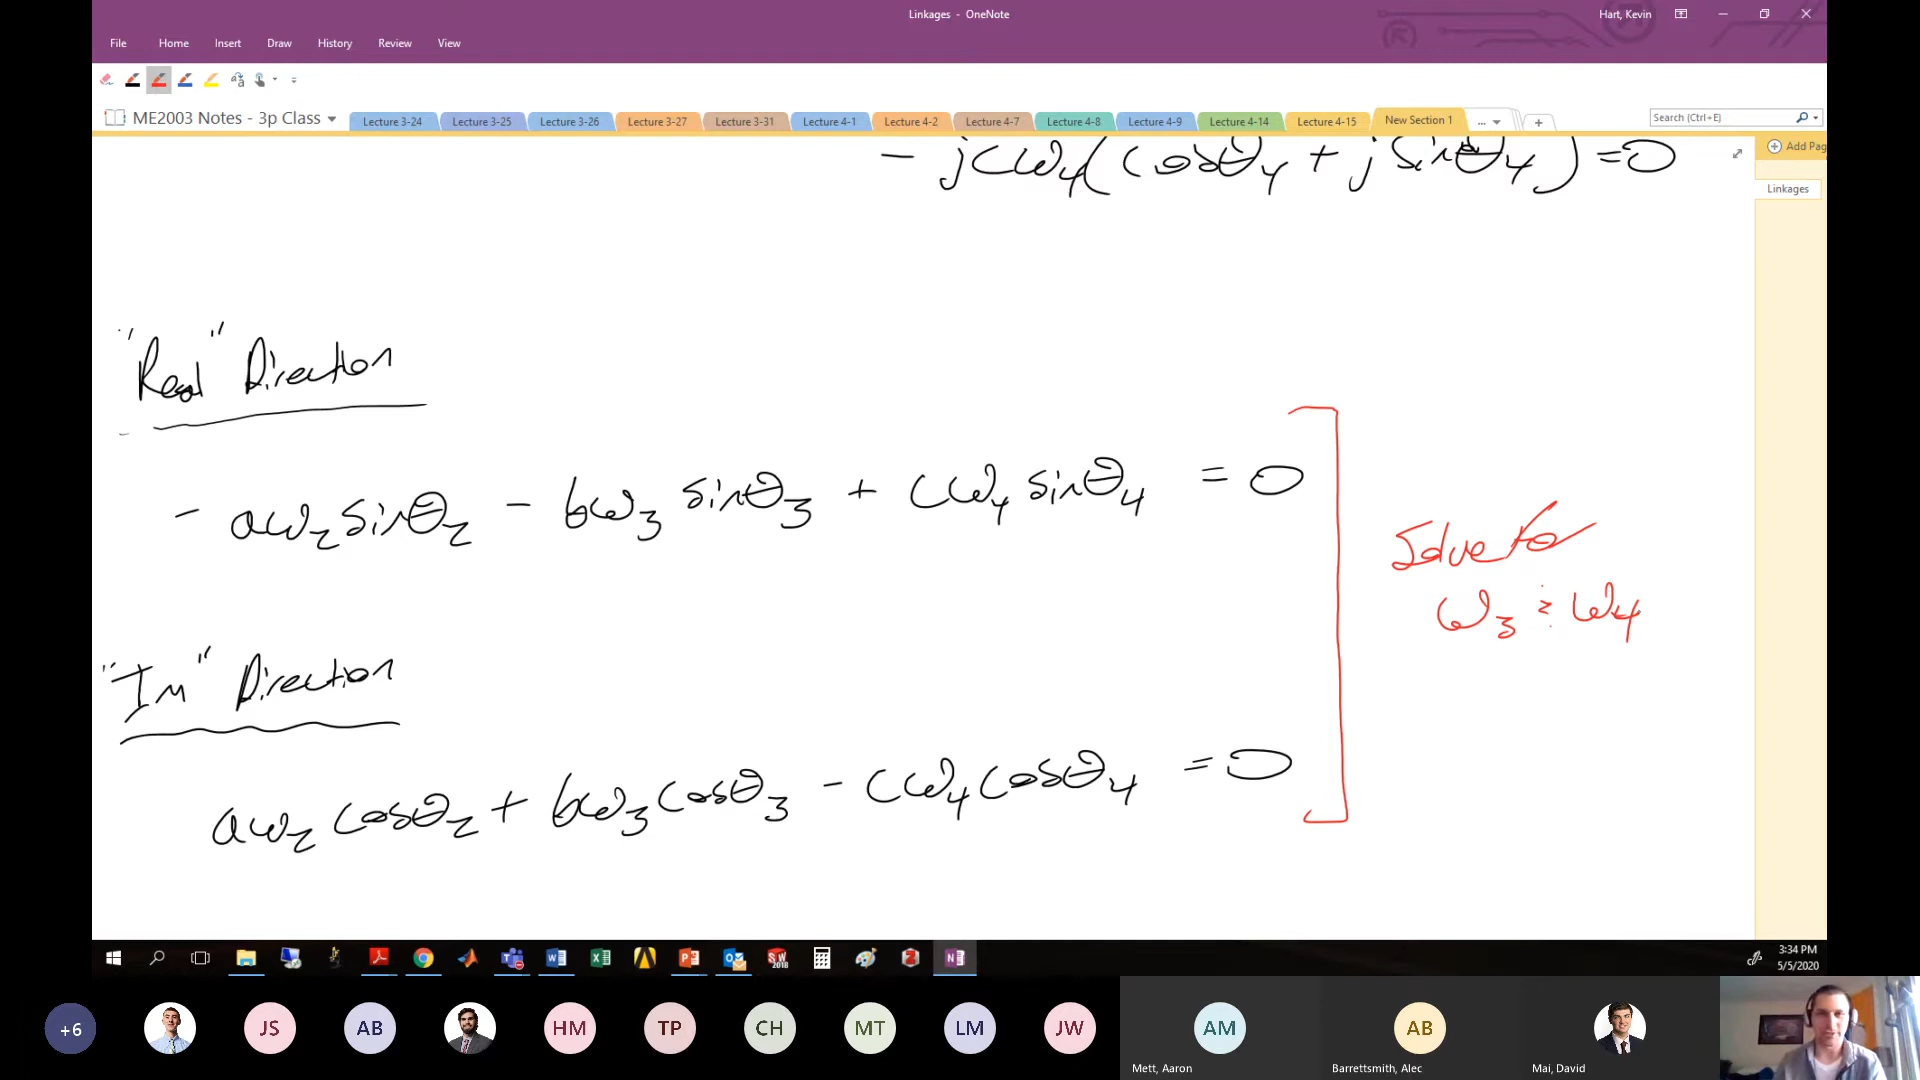 Linkages - OneNote
Hart, Kevin
File Home Insert Draw History Review View
ME2003 Notes - 3p Class
Lecture 3-24 Lecture 3-25 Lecture 3-26 Lecture 3-27 Lecture 3-31 Lecture 4-1 Lecture 4-2 Lecture 4-7 Lecture 4-8 Lecture 4-9 Lecture 4-14 Lecture 4-15 New Section 1 ...
Search (Ctrl+E)
Add Pag
Linkages
- jcω₄(cosθ₄ + j sinθ₄) = 0
"Real" Direction
- aω₂ sinθ₂ - bω₃ sinθ₃ + cω₄ sinθ₄ = 0
Solve for
ω₃ : ω₄
"Im" Direction
aω₂ cosθ₂ + bω₃ cosθ₃ - cω₄ cosθ₄ = 0
3:34 PM
5/5/2020
+6 JS AB HM TP CH MT LM JW AM AB
Mett, Aaron
Barrettsmith, Alec
Mai, David